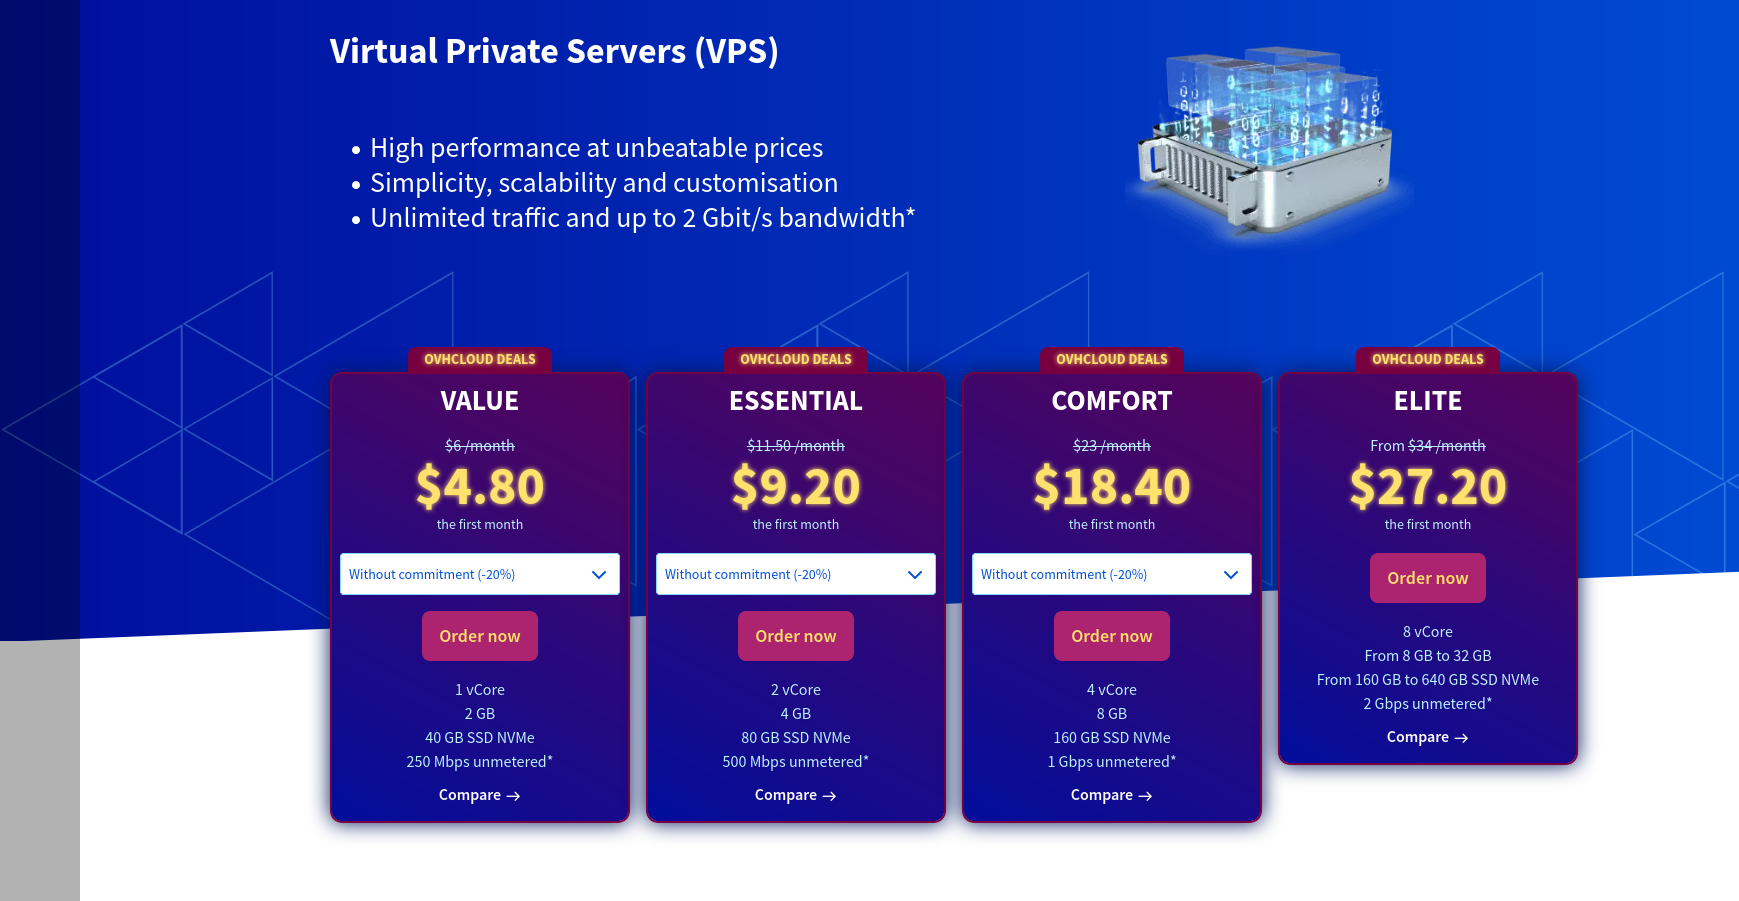 Virtual Private Servers (VPS)
• High performance at unbeatable prices
• Simplicity, scalability and customisation
• Unlimited traffic and up to 2 Gbit/s bandwidth*
OVHCLOUD DEALS
VALUE
$6 /month
$4.80
the first month
Without commitment (-20%)
Order now
1 vCore
2 GB
40 GB SSD NVMe
250 Mbps unmetered*
Compare →
OVHCLOUD DEALS
ESSENTIAL
$11.50 /month
$9.20
the first month
Without commitment (-20%)
Order now
2 vCore
4 GB
80 GB SSD NVMe
500 Mbps unmetered*
Compare →
OVHCLOUD DEALS
COMFORT
$23 /month
$18.40
the first month
Without commitment (-20%)
Order now
4 vCore
8 GB
160 GB SSD NVMe
1 Gbps unmetered*
Compare →
OVHCLOUD DEALS
ELITE
From $34 /month
$27.20
the first month
Order now
8 vCore
From 8 GB to 32 GB
From 160 GB to 640 GB SSD NVMe
2 Gbps unmetered*
Compare →